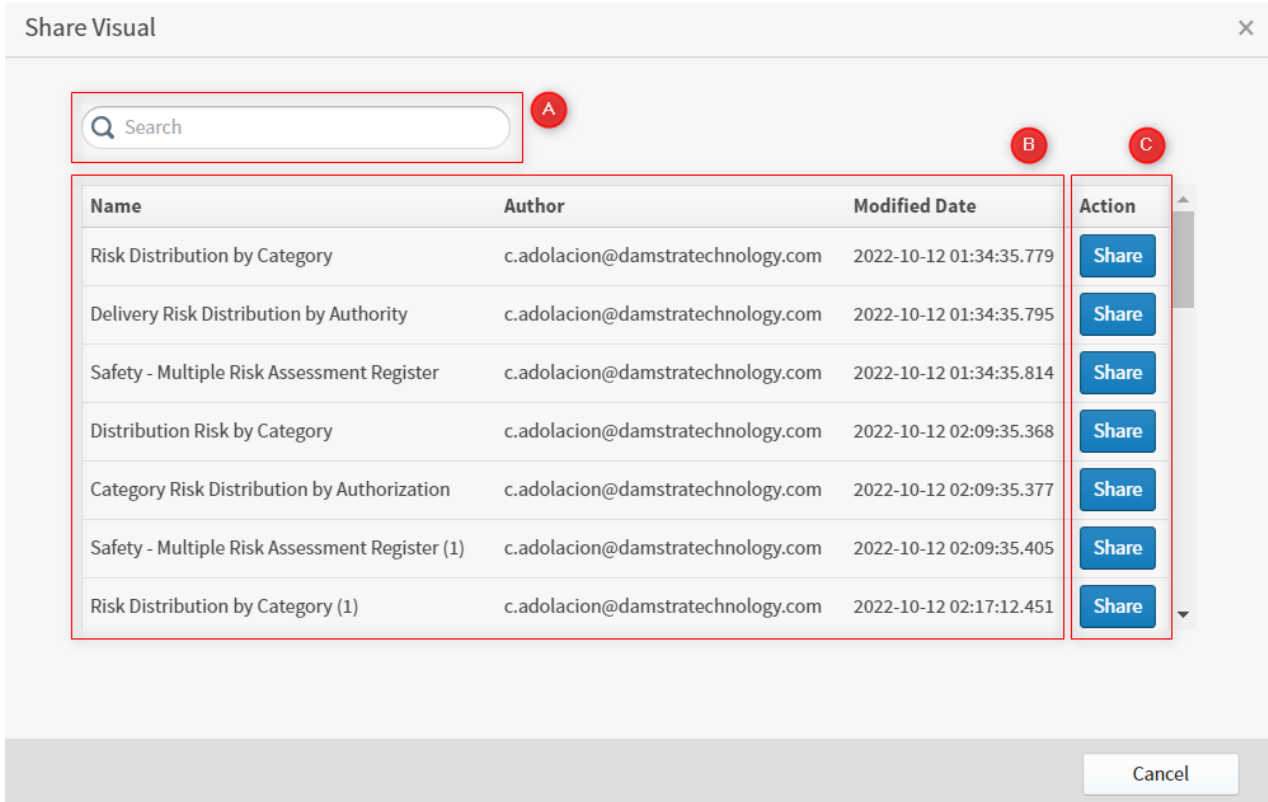 Share Visual ×
Search
A
B
C
Name Author Modified Date Action
Risk Distribution by Category c.adolacion@damstratechnology.com 2022-10-12 01:34:35.779 Share
Delivery Risk Distribution by Authority c.adolacion@damstratechnology.com 2022-10-12 01:34:35.795 Share
Safety - Multiple Risk Assessment Register c.adolacion@damstratechnology.com 2022-10-12 01:34:35.814 Share
Distribution Risk by Category c.adolacion@damstratechnology.com 2022-10-12 02:09:35.368 Share
Category Risk Distribution by Authorization c.adolacion@damstratechnology.com 2022-10-12 02:09:35.377 Share
Safety - Multiple Risk Assessment Register (1) c.adolacion@damstratechnology.com 2022-10-12 02:09:35.405 Share
Risk Distribution by Category (1) c.adolacion@damstratechnology.com 2022-10-12 02:17:12.451 Share
Cancel